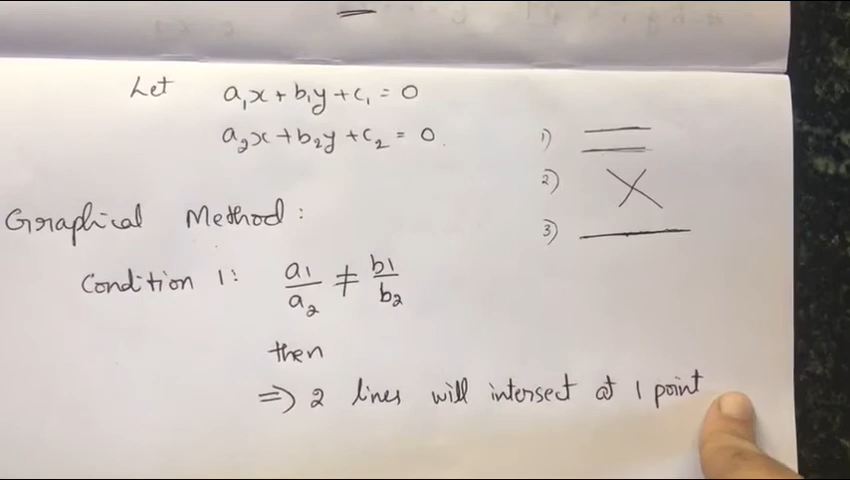 Let a₁x + b₁y + c₁ = 0
a₂x + b₂y + c₂ = 0
1)
2)
3)
Graphical Method:
Condition 1: a₁/a₂ ≠ b₁/b₂
then
⇒ 2 lines will intersect at 1 point